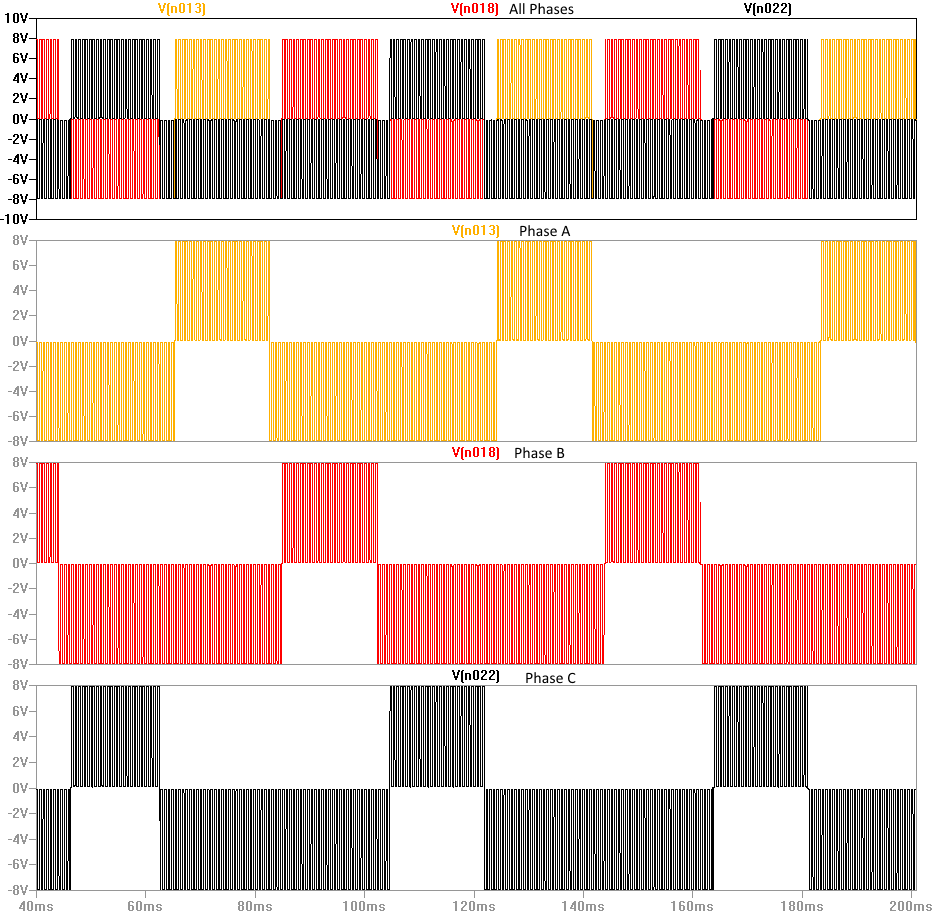 V(n013) V(n018) All Phases V(n022)
10V
8V
6V
4V
2V
0V
-2V
-4V
-6V
-8V
-10V
V(n013) Phase A
8V
6V
4V
2V
0V
-2V
-4V
-6V
-8V
V(n018) Phase B
8V
6V
4V
2V
0V
-2V
-4V
-6V
-8V
V(n022) Phase C
8V
6V
4V
2V
0V
-2V
-4V
-6V
-8V
40ms 60ms 80ms 100ms 120ms 140ms 160ms 180ms 200ms